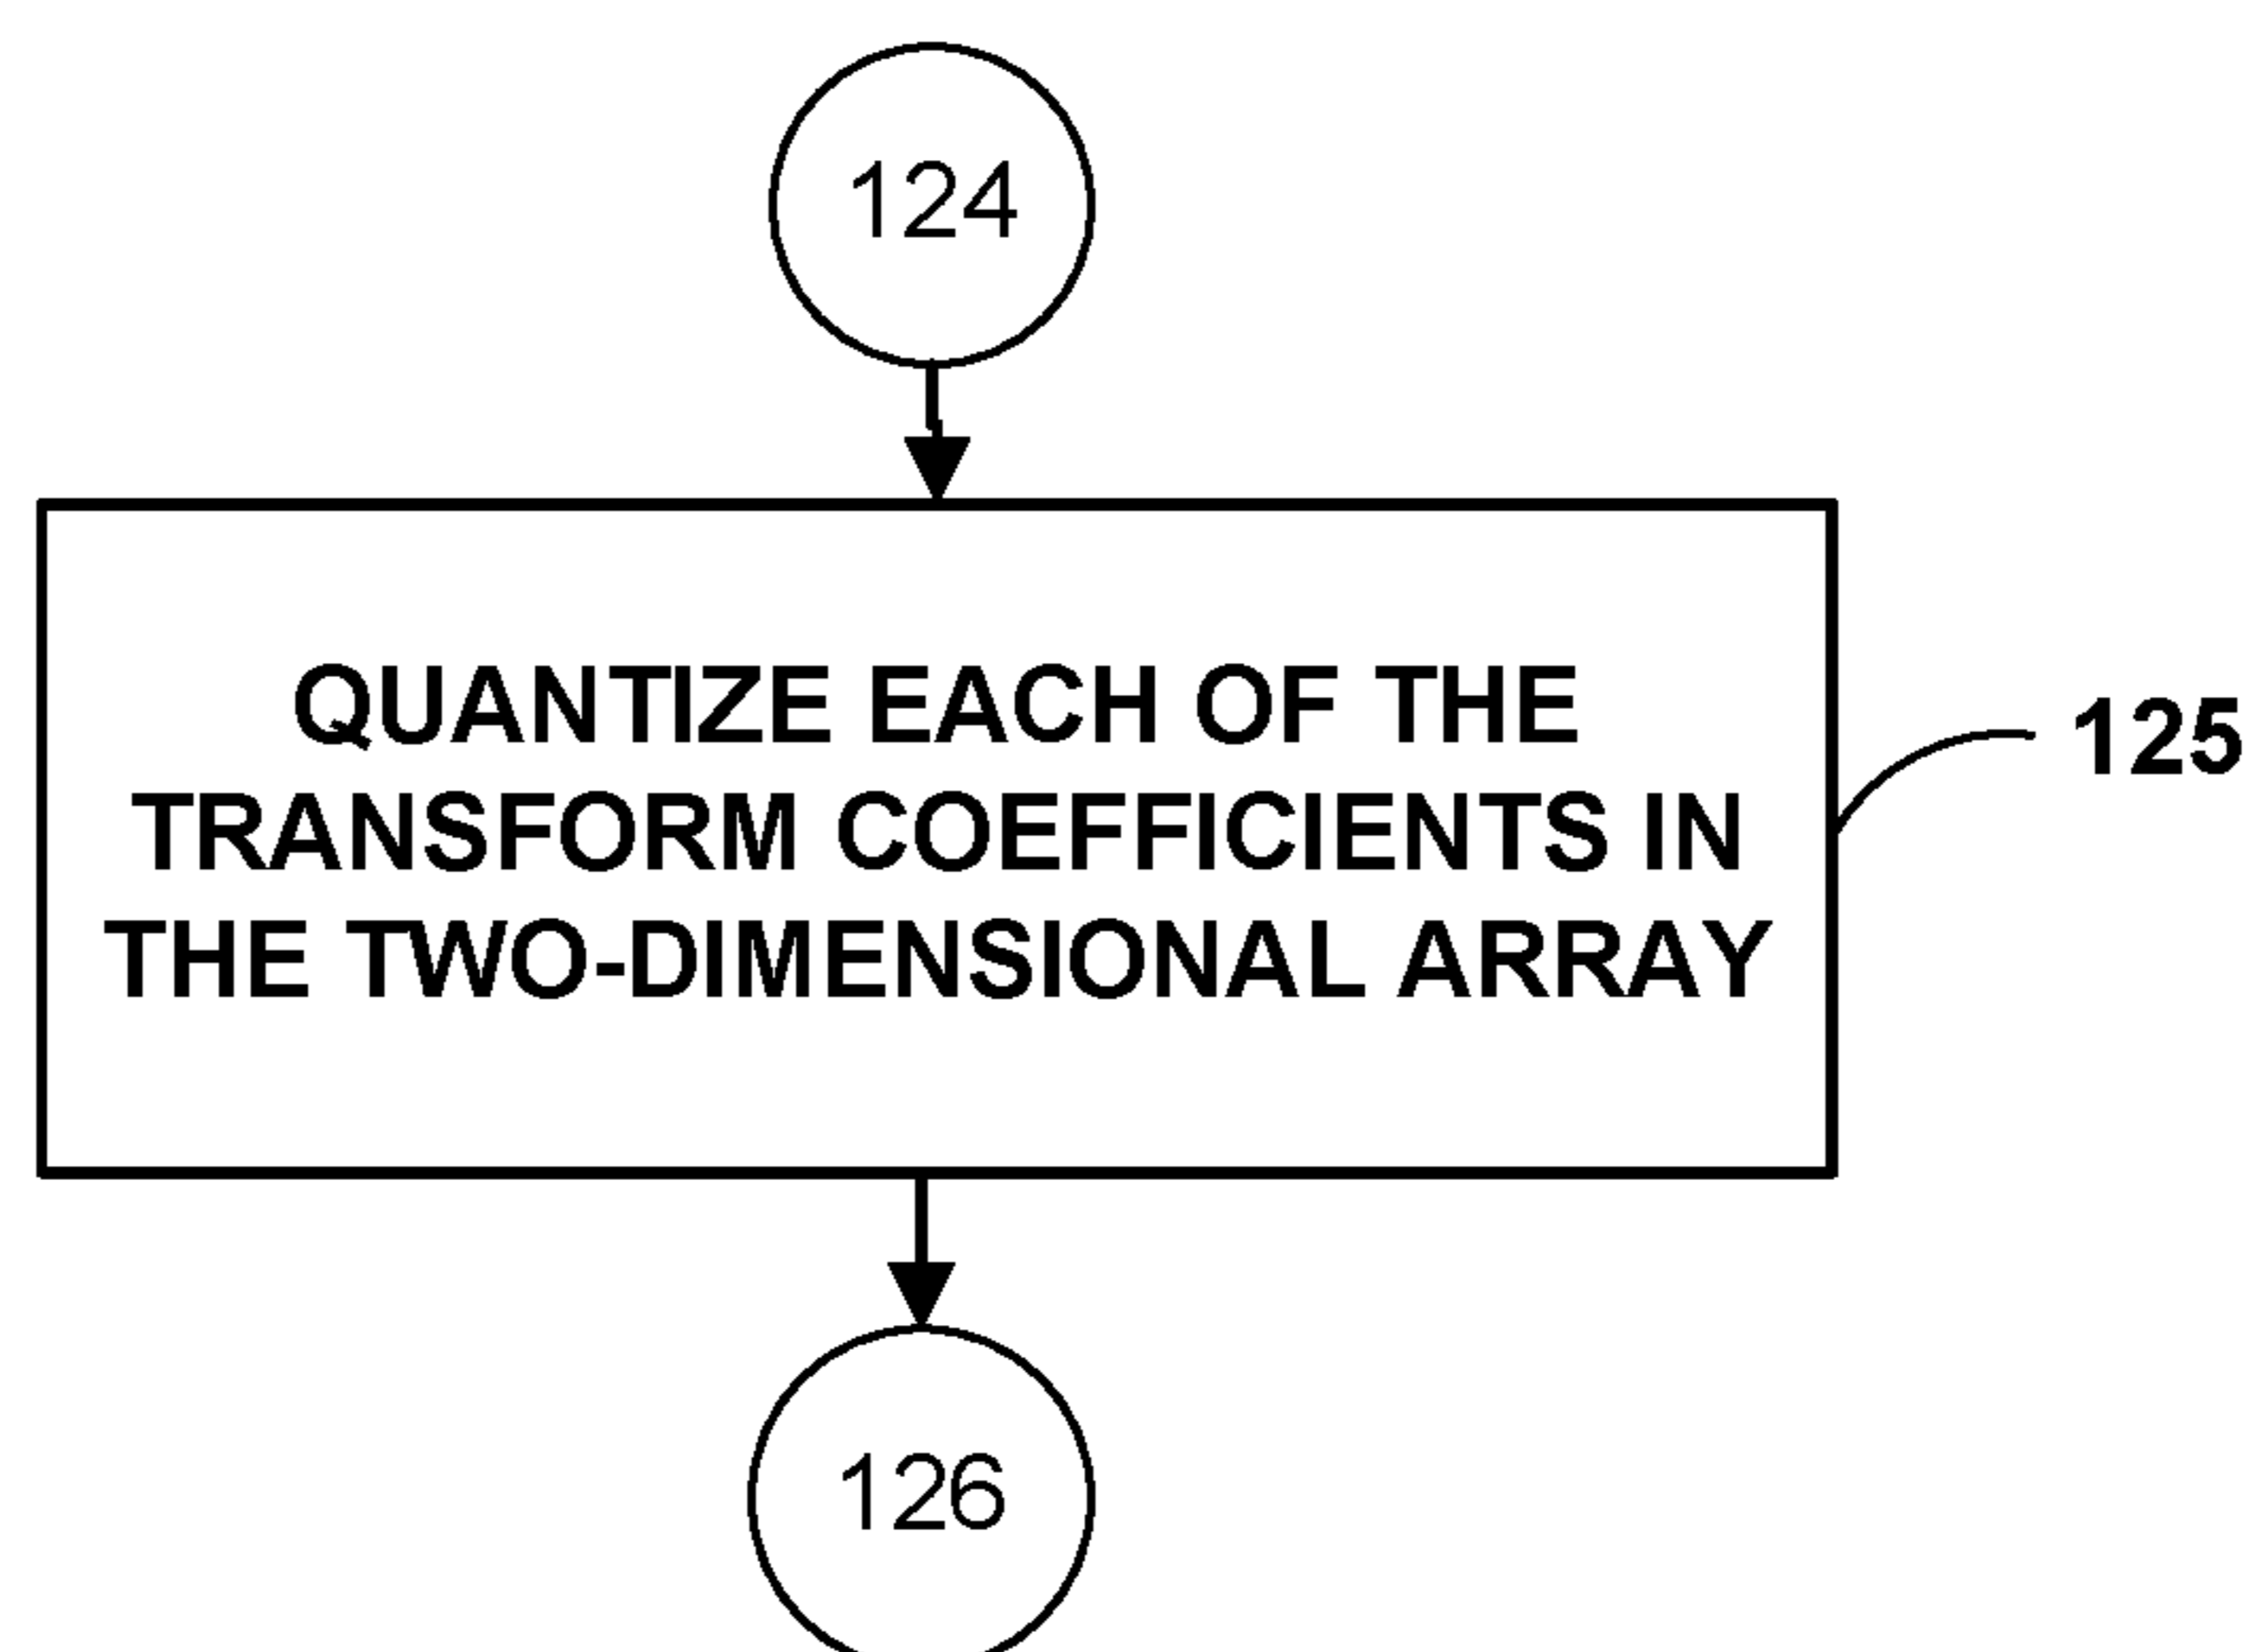 124
QUANTIZE EACH OF THE
TRANSFORM COEFFICIENTS IN
THE TWO-DIMENSIONAL ARRAY
125
126